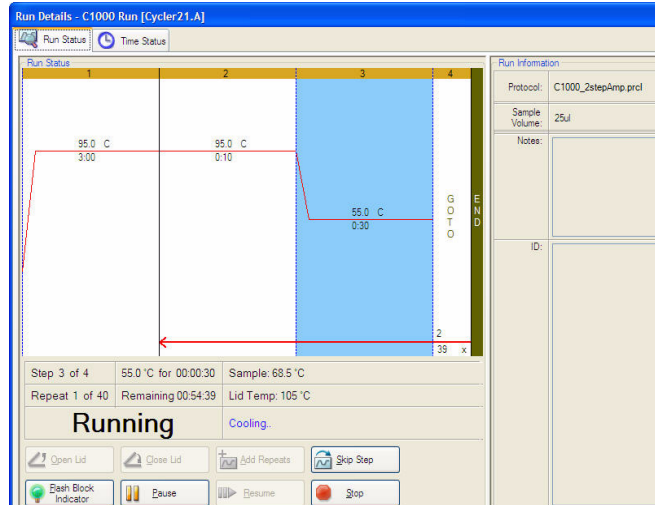 Run Details - C1000 Run [Cycler21.A]
Run Status
Time Status
Run Status
1 2 3 4
95.0 C
3:00
95.0 C
0:10
55.0 C
0:30
GOTO
END
2
39 x
Step 3 of 4
55.0 °C for 00:00:30
Sample: 68.5 °C
Repeat 1 of 40
Remaining 00:54:39
Lid Temp: 105 °C
Running
Cooling..
Open Lid
Close Lid
Add Repeats
Skip Step
Flash Block
Indicator
Pause
Resume
Stop
Run Information
Protocol: C1000_2stepAmp.prcl
Sample
Volume: 25ul
Notes:
ID: